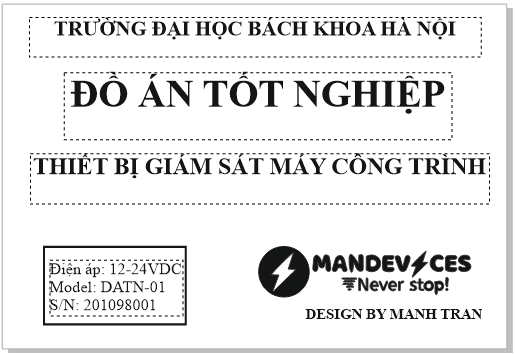 TRƯỜNG ĐẠI HỌC BÁCH KHOA HÀ NỘI
ĐỒ ÁN TỐT NGHIỆP
THIẾT BỊ GIÁM SÁT MÁY CÔNG TRÌNH
Điện áp: 12-24VDC
Model: DATN-01
S/N: 201098001
MANDEVICES
Never stop!
DESIGN BY MANH TRAN